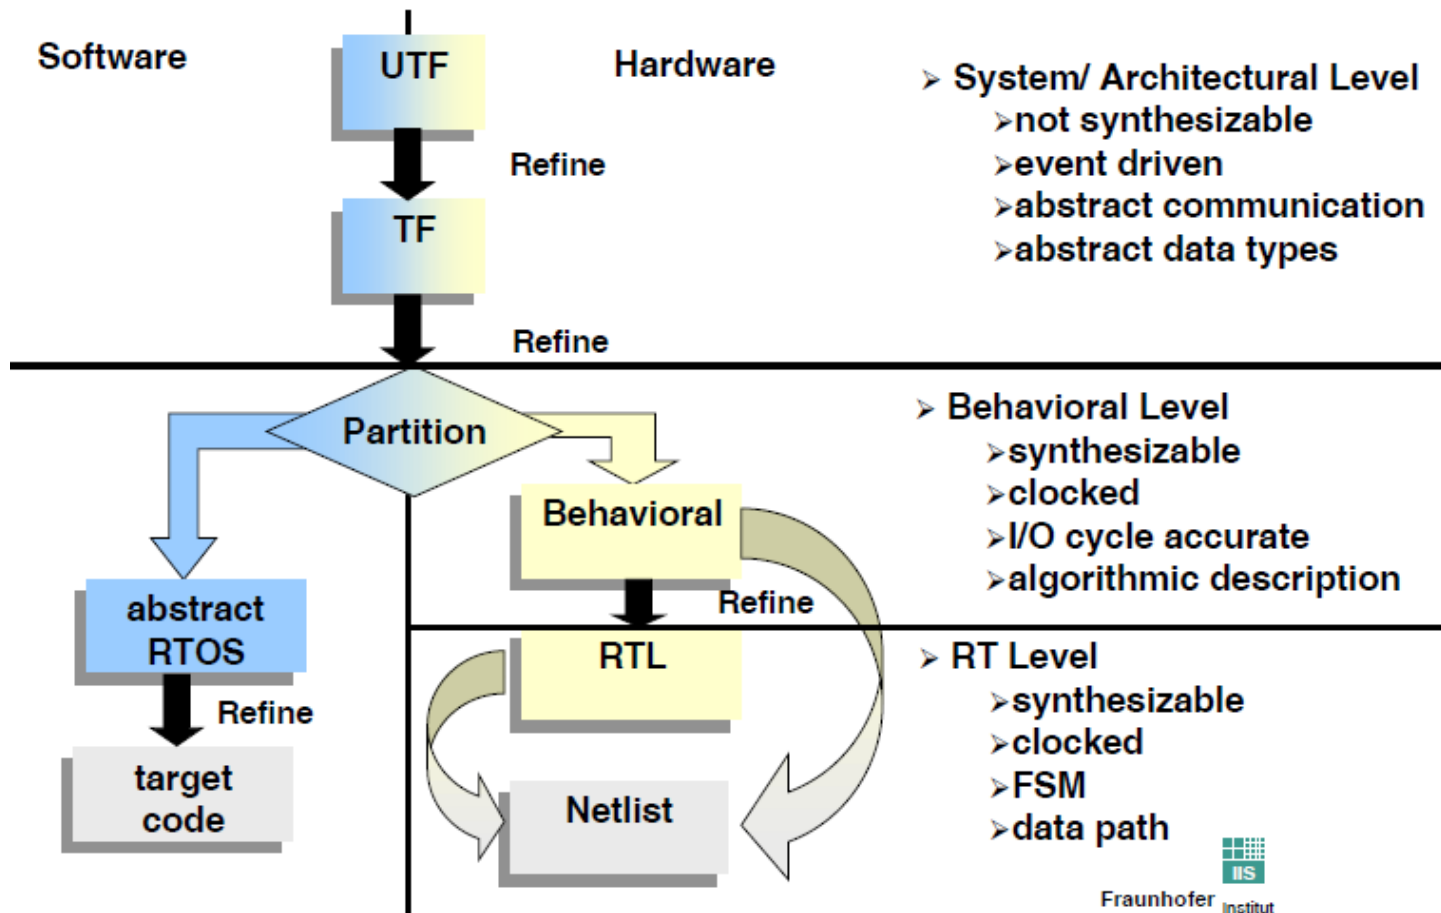 Software
UTF
Hardware
Refine
TF
Refine
➢ System/ Architectural Level
➢not synthesizable
➢event driven
➢abstract communication
➢abstract data types
Partition
Behavioral
Refine
abstract
RTOS
Refine
target
code
RTL
Netlist
➢ Behavioral Level
➢synthesizable
➢clocked
➢I/O cycle accurate
➢algorithmic description
➢ RT Level
➢synthesizable
➢clocked
➢FSM
➢data path
IIS
Fraunhofer Institut